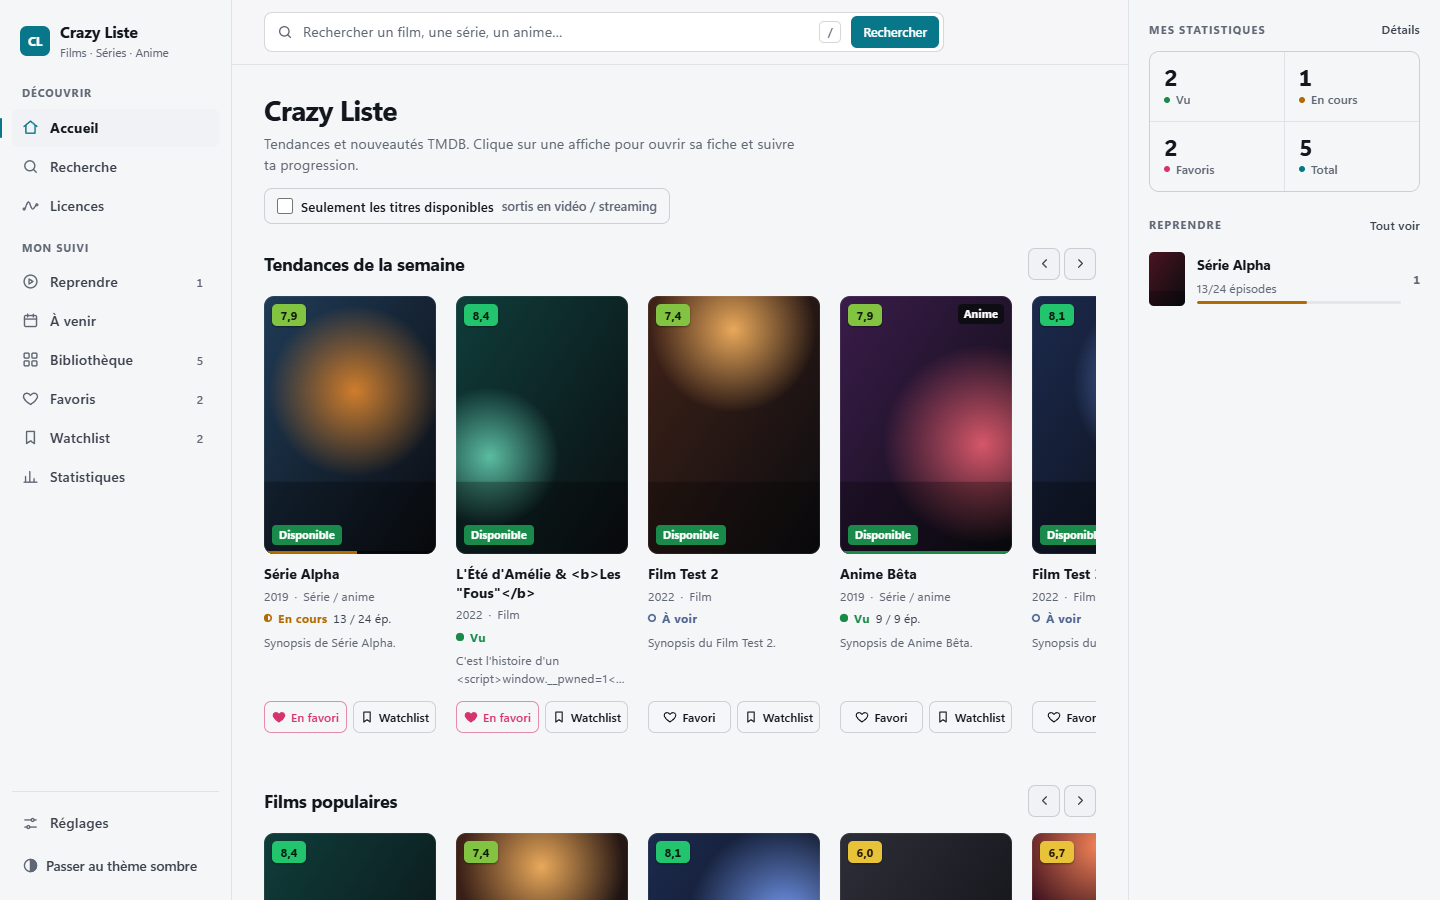 CL
Crazy Liste
Films · Séries · Anime
DÉCOUVRIR
Accueil
Recherche
Licences
MON SUIVI
Reprendre 1
À venir
Bibliothèque 5
Favoris 2
Watchlist 2
Statistiques
Réglages
Passer au thème sombre
Rechercher un film, une série, un anime… / Rechercher
Crazy Liste
Tendances et nouveautés TMDB. Clique sur une affiche pour ouvrir sa fiche et suivre
ta progression.
Seulement les titres disponibles sortis en vidéo / streaming
Tendances de la semaine
7,9
Disponible
Série Alpha
2019 · Série / anime
En cours 13 / 24 ép.
Synopsis de Série Alpha.
En favori Watchlist
8,4
Disponible
L'Été d'Amélie & <b>Les
"Fous"</b>
2022 · Film
Vu
C'est l'histoire d'un
<script>window.__pwned=1<…
En favori Watchlist
7,4
Disponible
Film Test 2
2022 · Film
À voir
Synopsis du Film Test 2.
Favori Watchlist
7,9 Anime
Disponible
Anime Bêta
2019 · Série / anime
Vu 9 / 9 ép.
Synopsis de Anime Bêta.
Favori Watchlist
8,1
Disponibl
Film Test
2022 · Film
À voir
Synopsis du
Favor
Films populaires
8,4
7,4
8,1
6,0
6,7
MES STATISTIQUES Détails
2
Vu
1
En cours
2
Favoris
5
Total
REPRENDRE Tout voir
Série Alpha
13/24 épisodes
1